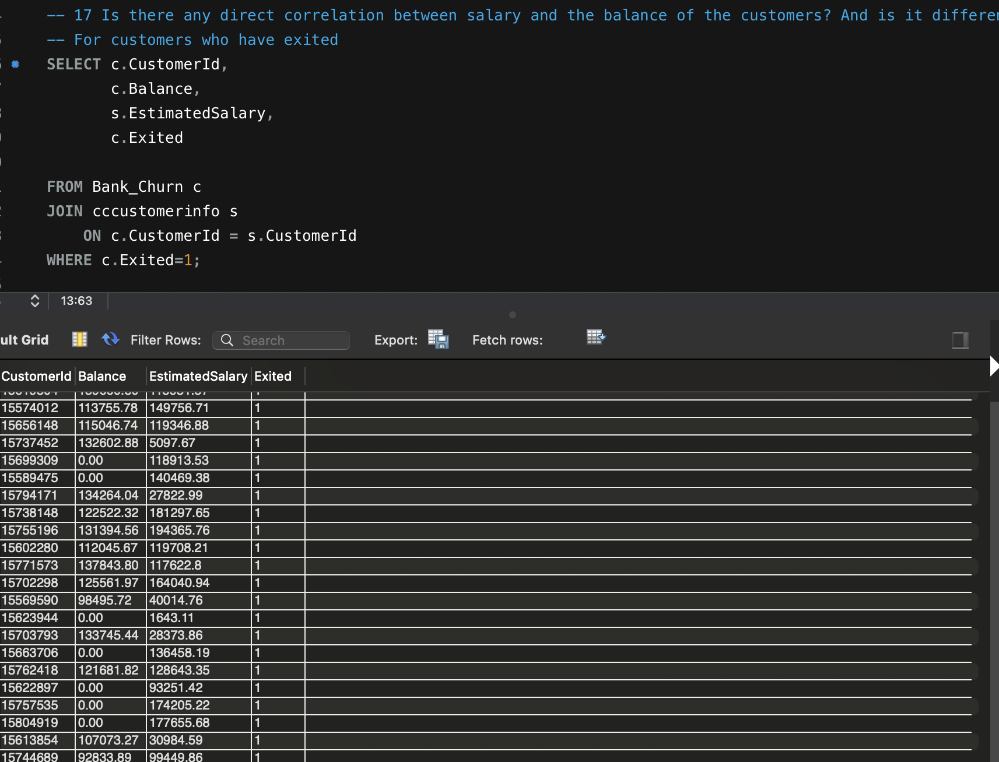 -- 17 Is there any direct correlation between salary and the balance of the customers? And is it
-- For customers who have exited
SELECT c.CustomerId,
c.Balance,
s.EstimatedSalary,
c.Exited
FROM Bank_Churn c
JOIN cccustomerinfo s
ON c.CustomerId = s.CustomerId
WHERE c.Exited=1;
13:63
ult Grid Filter Rows: Search Export: Fetch rows:
CustomerId Balance EstimatedSalary Exited
15574012 113755.78 149756.71 1
15656148 115046.74 119346.88 1
15737452 132602.88 5097.67 1
15699309 0.00 118913.53 1
15589475 0.00 140469.38 1
15794171 134264.04 27822.99 1
15738148 122522.32 181297.65 1
15755196 131394.56 194365.76 1
15602280 112045.67 119708.21 1
15771573 137843.80 117622.8 1
15702298 125561.97 164040.94 1
15569590 98495.72 40014.76 1
15623944 0.00 1643.11 1
15703793 133745.44 28373.86 1
15663706 0.00 136458.19 1
15762418 121681.82 128643.35 1
15622897 0.00 93251.42 1
15757535 0.00 174205.22 1
15804919 0.00 177655.68 1
15613854 107073.27 30984.59 1
15744689 92833.89 99449.86 1